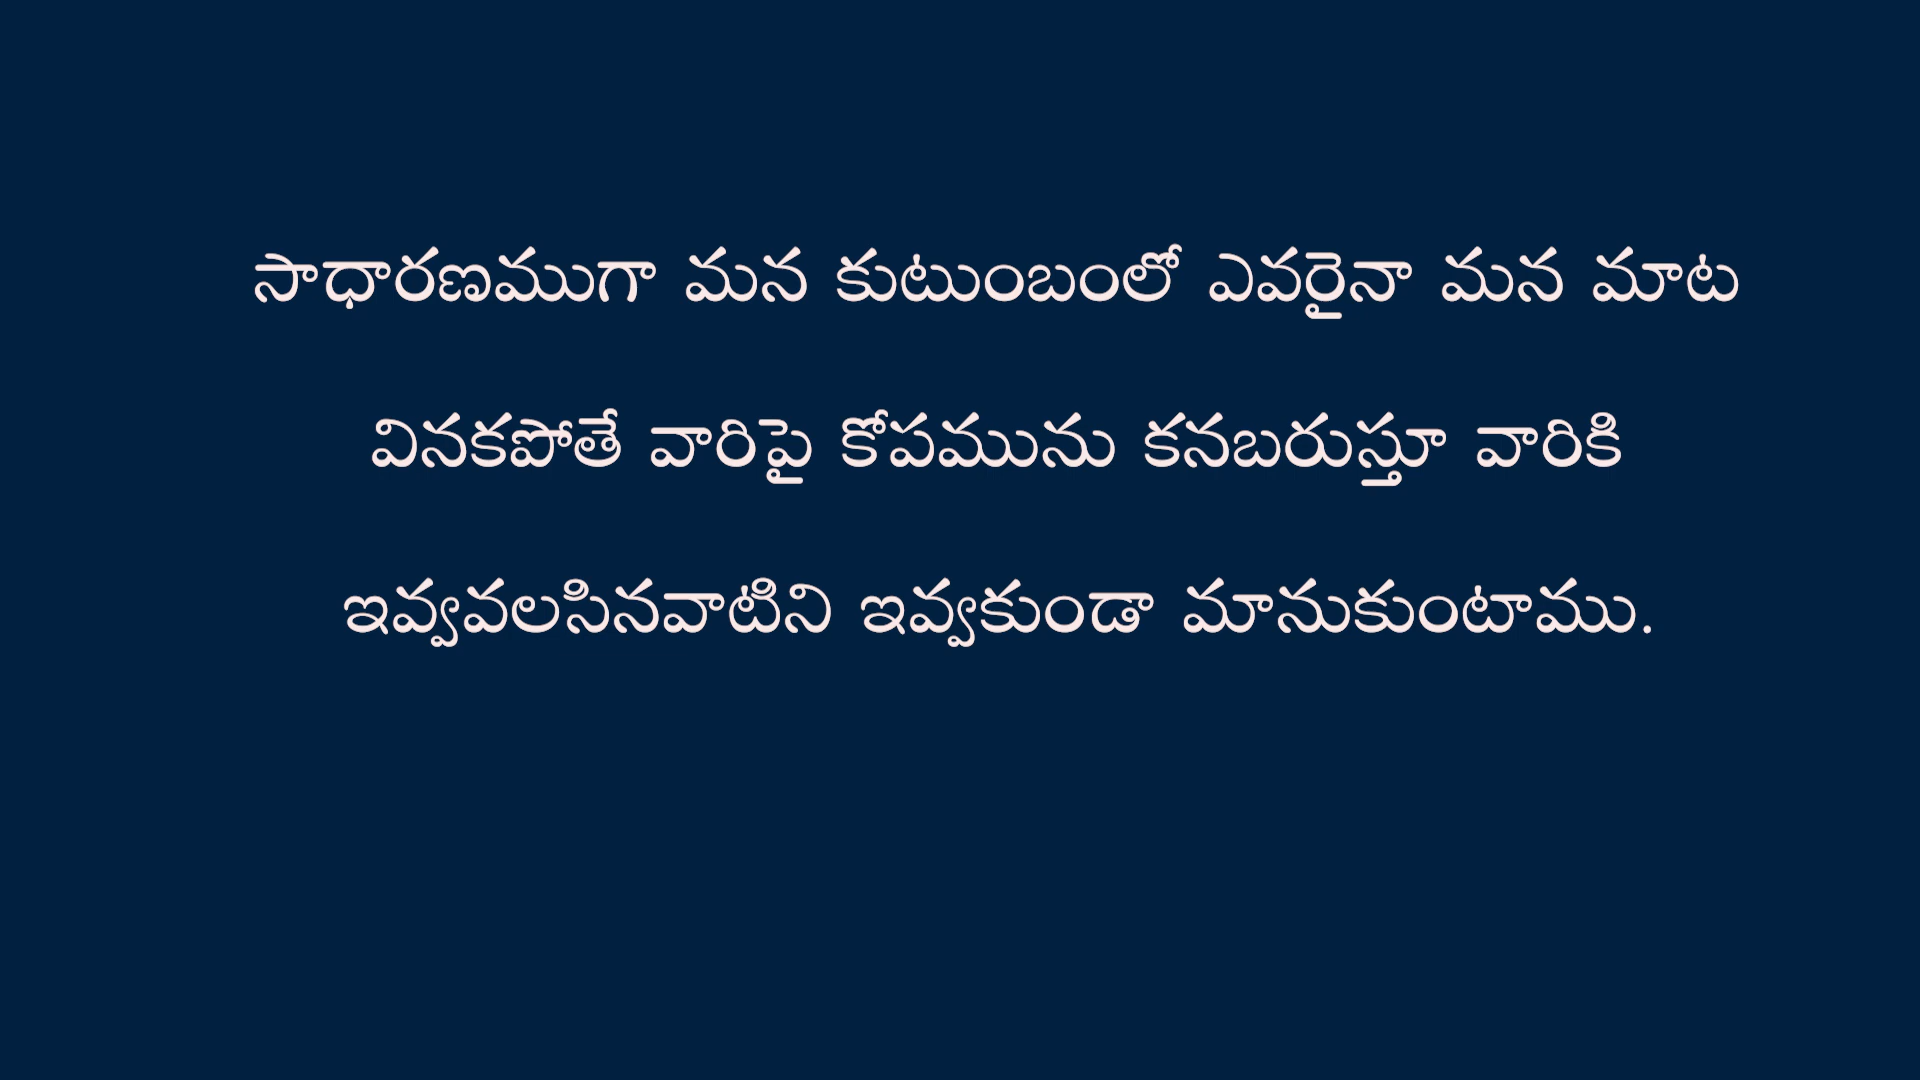 సాధారణముగా మన కుటుంబంలో ఎవరైనా మన మాట
వినకపోతే వారిపై కోపమును కనబరుస్తూ వారికి
ఇవ్వవలసినవాటిని ఇవ్వకుండా మానుకుంటాము.